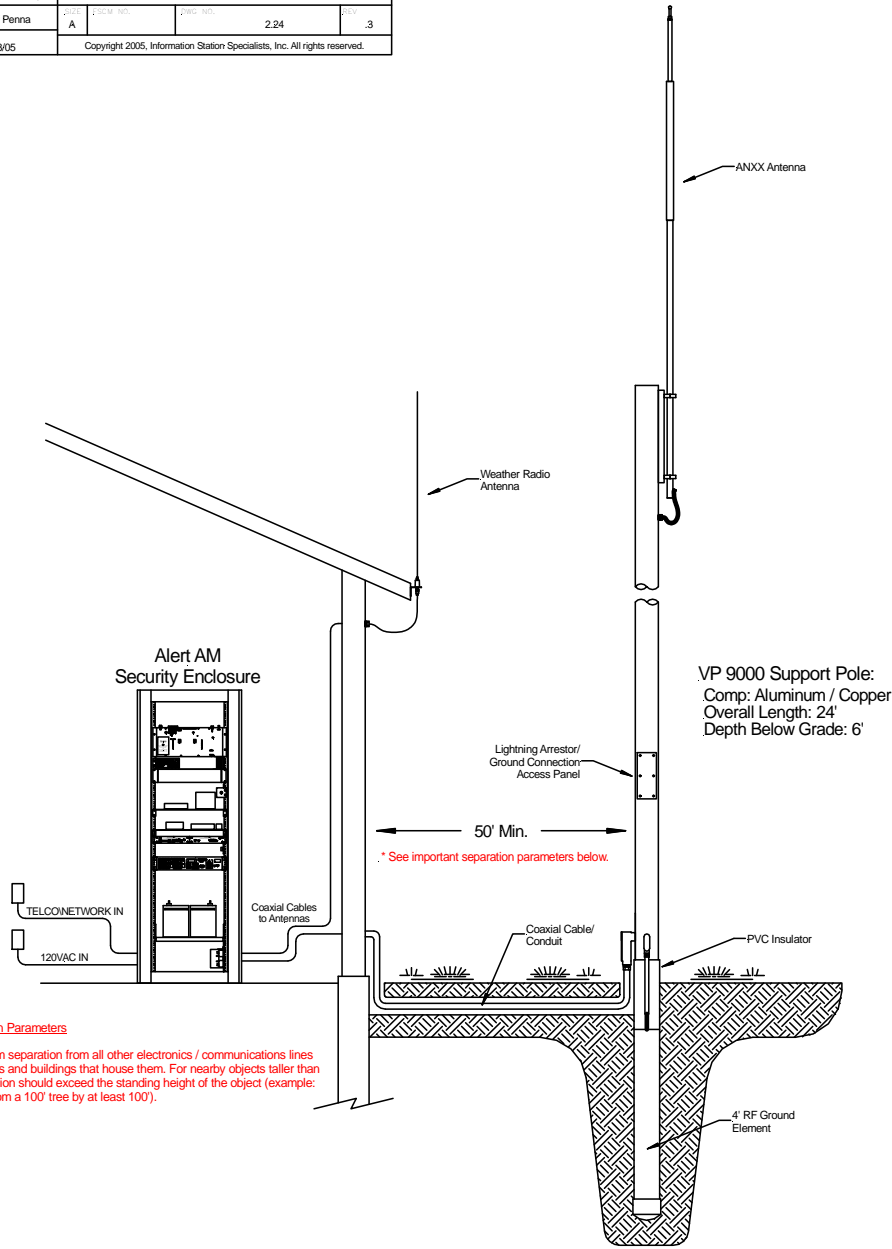 Penna
SIZE
A
FSCM NO.
DWG NO.
2.24
REV
.3
/05
Copyright 2005, Information Station Specialists, Inc. All rights reserved.
ANXX Antenna
Weather Radio
Antenna
Alert AM
Security Enclosure
VP 9000 Support Pole:
Comp: Aluminum / Copper
Overall Length: 24'
Depth Below Grade: 6'
Lightning Arrestor/
Ground Connection
Access Panel
50' Min.
* See important separation parameters below.
TELCO\NETWORK IN
120VAC IN
Coaxial Cables
to Antennas
Coaxial Cable/
Conduit
PVC Insulator
Parameters
separation from all other electronics / communications lines
and buildings that house them. For nearby objects taller than
should exceed the standing height of the object (example:
a 100' tree by at least 100').
4' RF Ground
Element